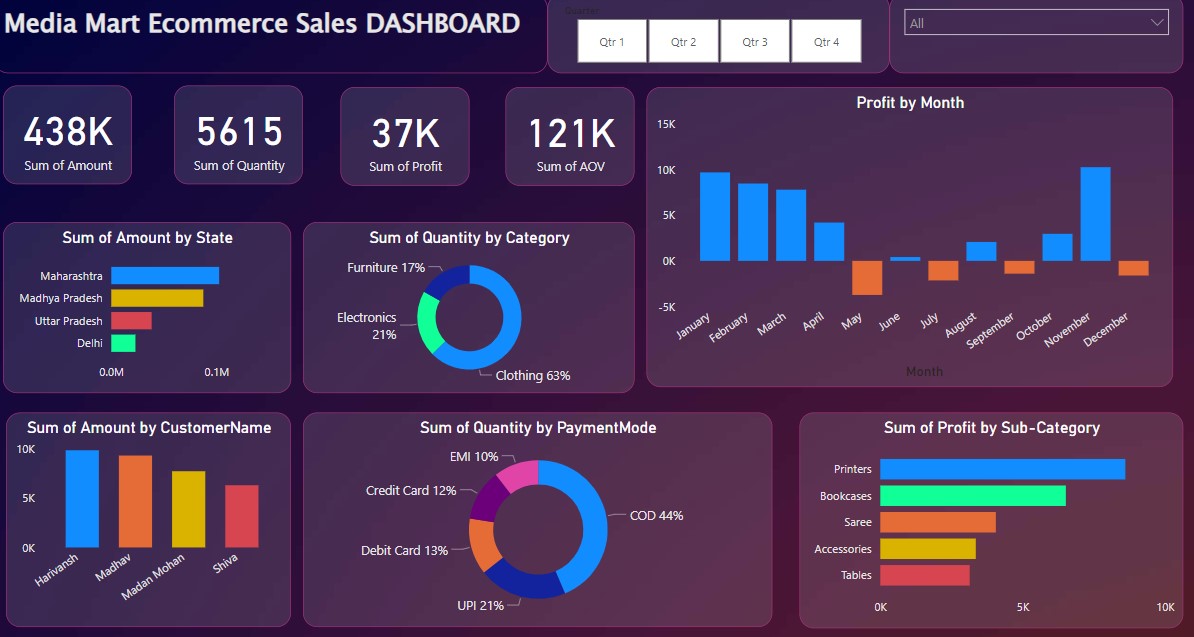 Media Mart Ecommerce Sales DASHBOARD
Quarter
Qtr 1
Qtr 2
Qtr 3
Qtr 4
All
438K
Sum of Amount
5615
Sum of Quantity
37K
Sum of Profit
121K
Sum of AOV
Profit by Month
15K
10K
5K
0K
-5K
January
February
March
April
May
June
July
August
September
October
November
December
Month
Sum of Amount by State
Maharashtra
Madhya Pradesh
Uttar Pradesh
Delhi
0.0M
0.1M
Sum of Quantity by Category
Furniture 17%
Electronics
21%
Clothing 63%
Sum of Amount by CustomerName
10K
5K
0K
Harivansh
Madhav
Madan Mohan
Shiva
Sum of Quantity by PaymentMode
EMI 10%
Credit Card 12%
Debit Card 13%
UPI 21%
COD 44%
Sum of Profit by Sub-Category
Printers
Bookcases
Saree
Accessories
Tables
0K
5K
10K